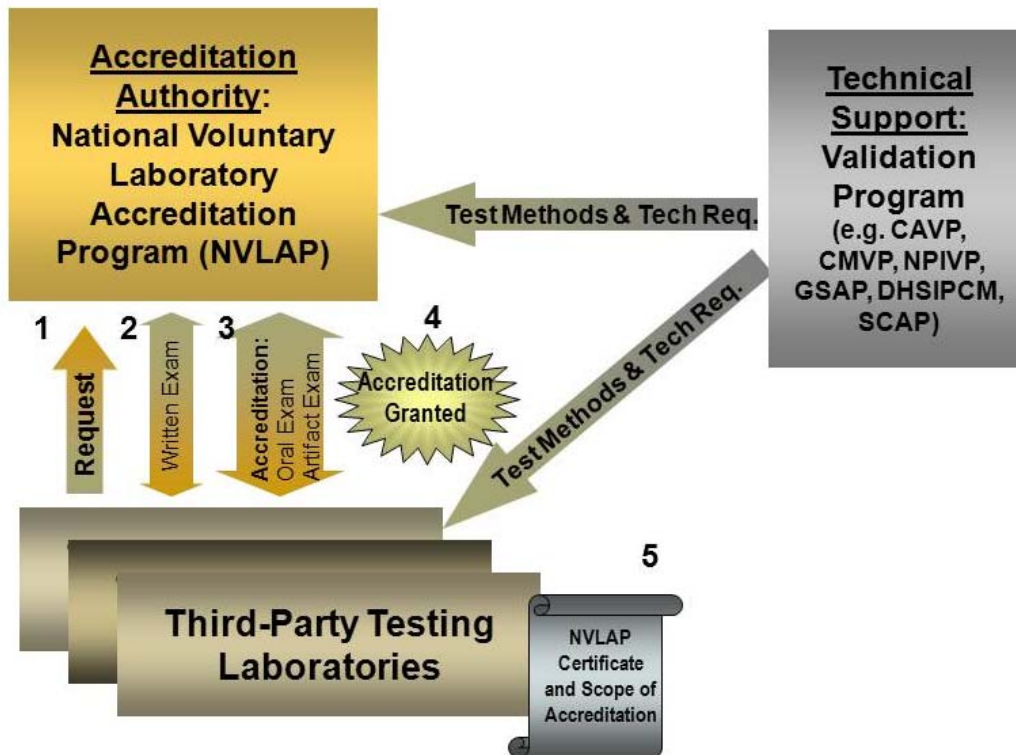 Accreditation
Authority:
National Voluntary
Laboratory
Accreditation
Program (NVLAP)
Technical
Support:
Validation
Program
(e.g. CAVP,
CMVP, NPIVP,
GSAP, DHSIPCM,
SCAP)
Test Methods & Tech Req.
Test Methods & Tech Req.
1
Request
2
Written Exam
3
Accreditation:
Oral Exam
Artifact Exam
4
Accreditation
Granted
Third-Party Testing
Laboratories
5
NVLAP
Certificate
and Scope of
Accreditation